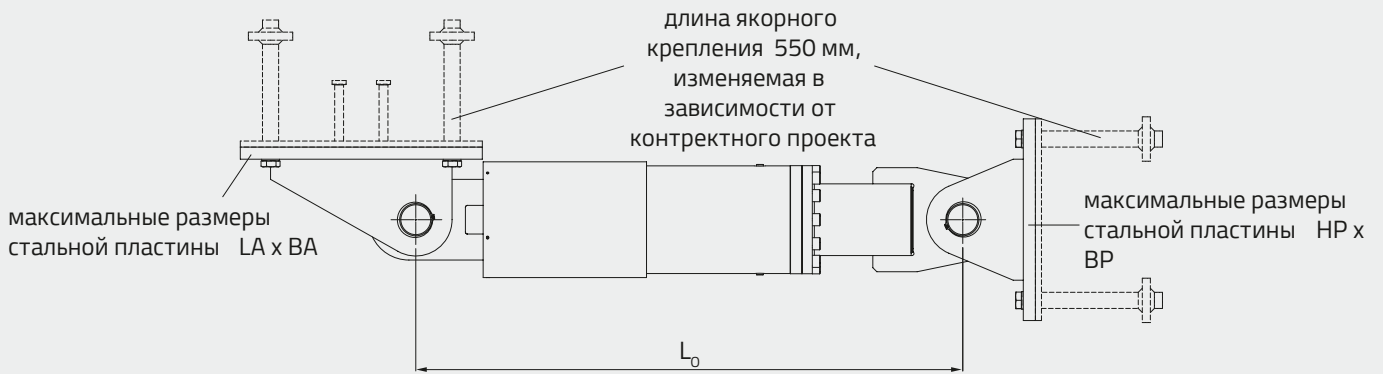 длина якорного
крепления 550 мм,
изменяемая в
зависимости от
контректного проекта
максимальные размеры
стальной пластины LA x BA
максимальные размеры
стальной пластины HP x
BP
L₀